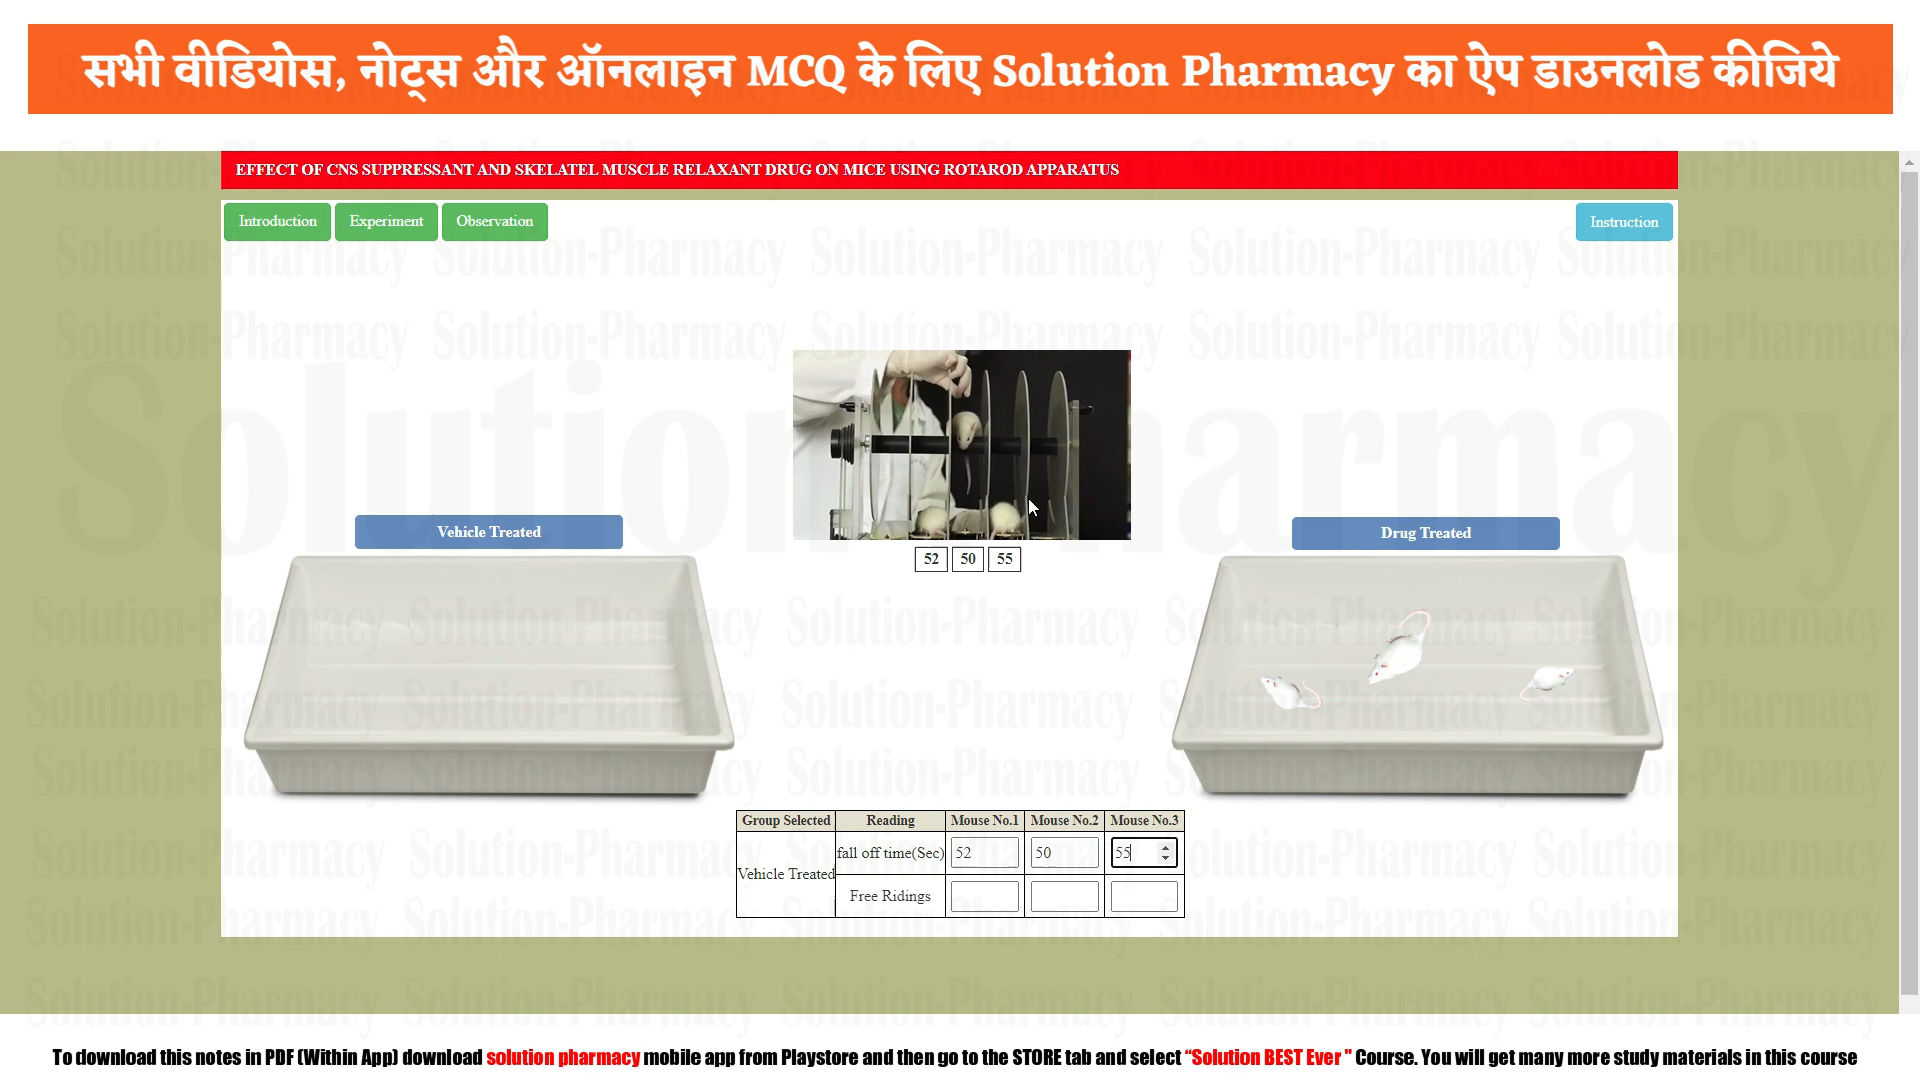 सभी वीडियोस, नोट्स और ऑनलाइन MCQ के लिए Solution Pharmacy का ऐप डाउनलोड कीजिये
EFFECT OF CNS SUPPRESSANT AND SKELATEL MUSCLE RELAXANT DRUG ON MICE USING ROTAROD APPARATUS
Introduction Experiment Observation Instruction
Solution-Pharmacy
Vehicle Treated
Drug Treated
52 50 55
Group Selected Reading Mouse No.1 Mouse No.2 Mouse No.3
Vehicle Treated fall off time(Sec) 52 50 55
Free Ridings
To download this notes in PDF (Within App) download solution pharmacy mobile app from Playstore and then go to the STORE tab and select “Solution BEST Ever " Course. You will get many more study materials in this course